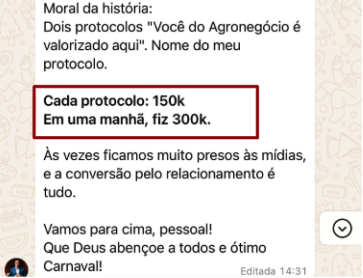 Moral da história:
Dois protocolos "Você do Agronegócio é
valorizado aqui". Nome do meu
protocolo.
Cada protocolo: 150k
Em uma manhã, fiz 300k.
Às vezes ficamos muito presos às mídias,
e a conversão pelo relacionamento é
tudo.
Vamos para cima, pessoal!
Que Deus abençoe a todos e ótimo
Carnaval!
Editada 14:31